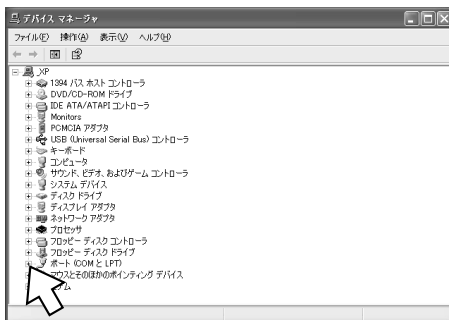 デバイス マネージャ
ファイル(F) 操作(A) 表示(V) ヘルプ(H)
XP
1394 バス ホスト コントローラ
DVD/CD-ROM ドライブ
IDE ATA/ATAPI コントローラ
Monitors
PCMCIA アダプタ
USB (Universal Serial Bus) コントローラ
キーボード
コンピュータ
サウンド、ビデオ、およびゲーム コントローラ
システム デバイス
ディスク ドライブ
ディスプレイ アダプタ
ネットワーク アダプタ
プロセッサ
フロッピー ディスク コントローラ
フロッピー ディスク ドライブ
ポート (COM と LPT)
マウスとそのほかのポインティング デバイス